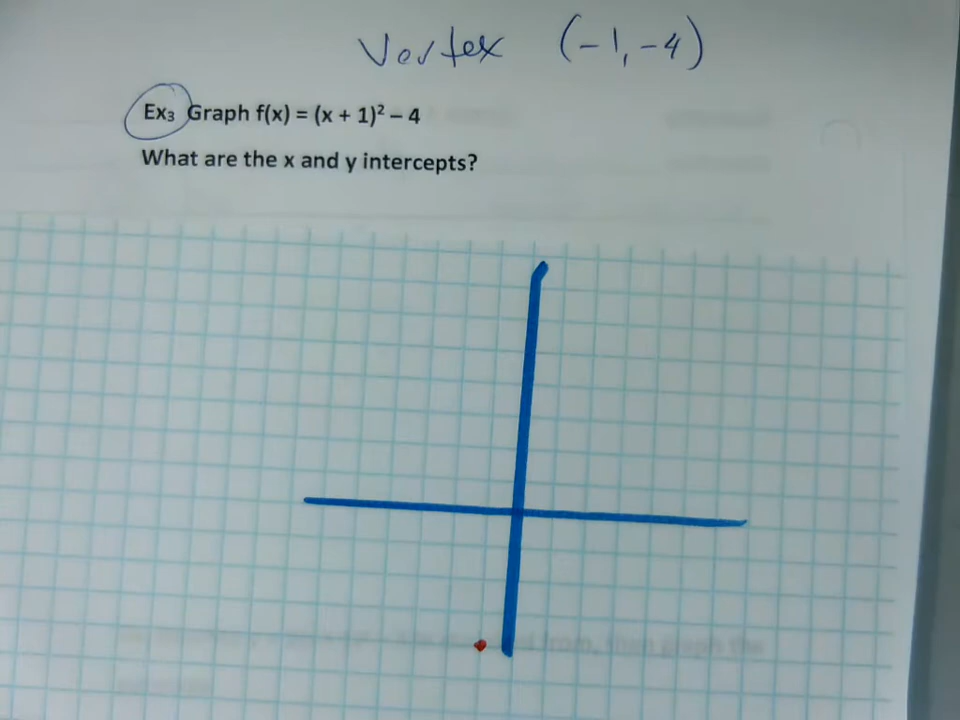 Vertex (-1, -4)
Ex3 Graph f(x) = (x + 1)² – 4
What are the x and y intercepts?